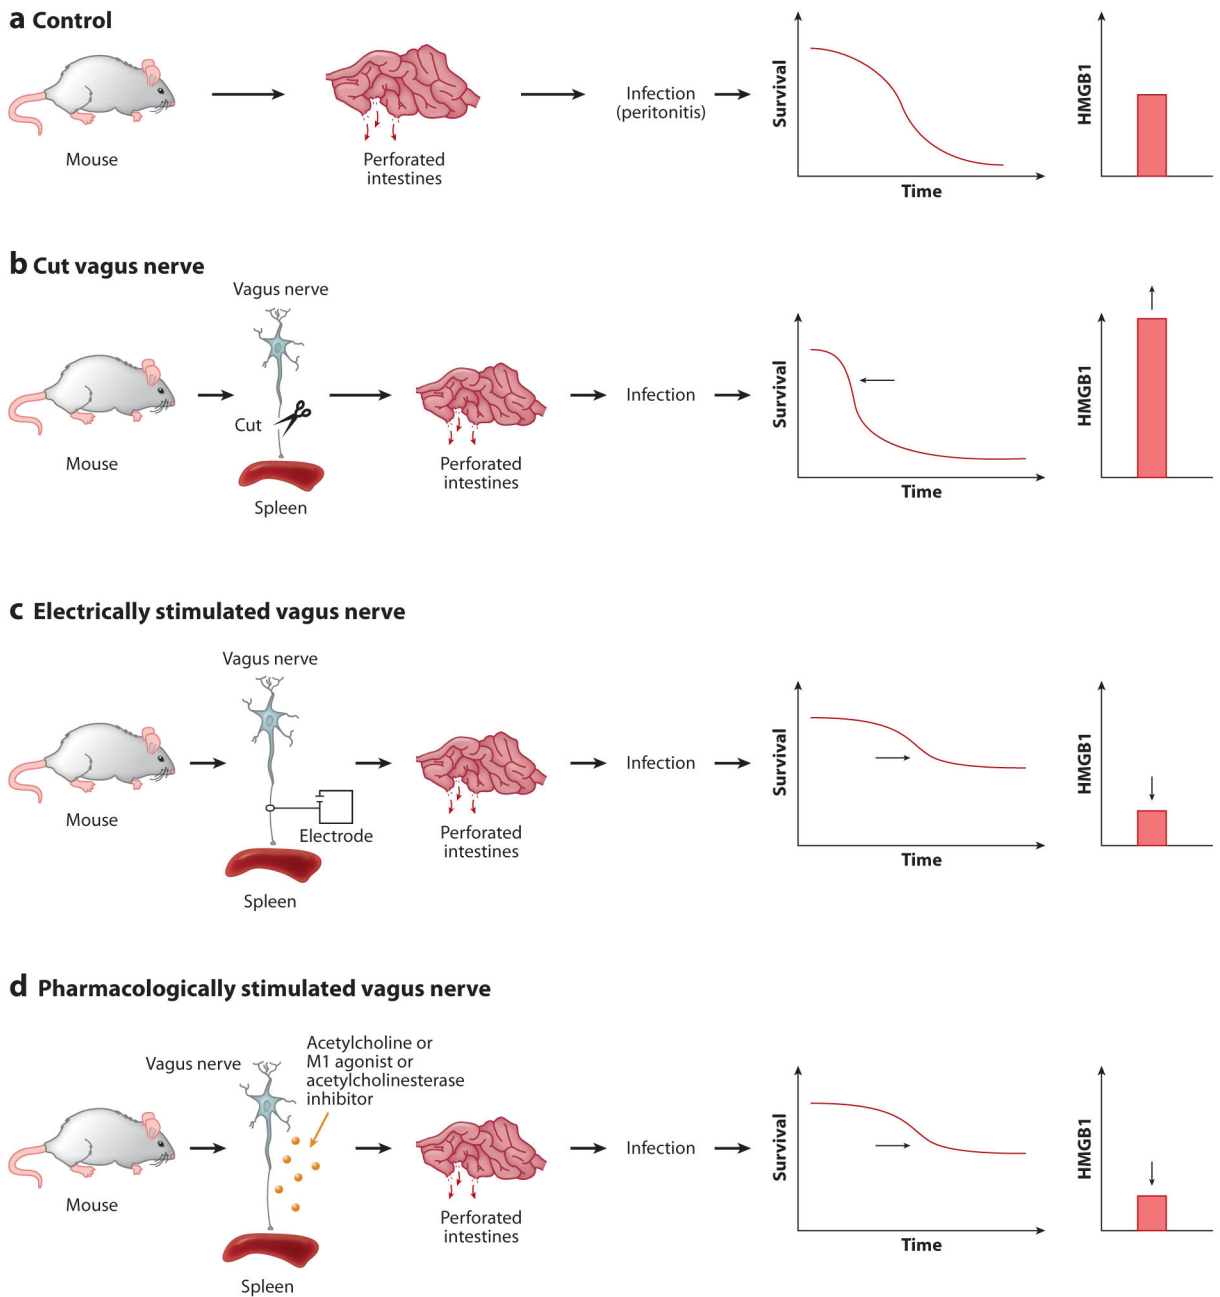 a Control
Mouse
Perforated
intestines
Infection
(peritonitis)
Survival
Time
HMGB1
b Cut vagus nerve
Vagus nerve
Mouse
Cut
Spleen
Perforated
intestines
Infection
Survival
Time
HMGB1
c Electrically stimulated vagus nerve
Vagus nerve
Mouse
Electrode
Spleen
Perforated
intestines
Infection
Survival
Time
HMGB1
d Pharmacologically stimulated vagus nerve
Vagus nerve
Acetylcholine or
M1 agonist or
acetylcholinesterase
inhibitor
Mouse
Spleen
Perforated
intestines
Infection
Survival
Time
HMGB1